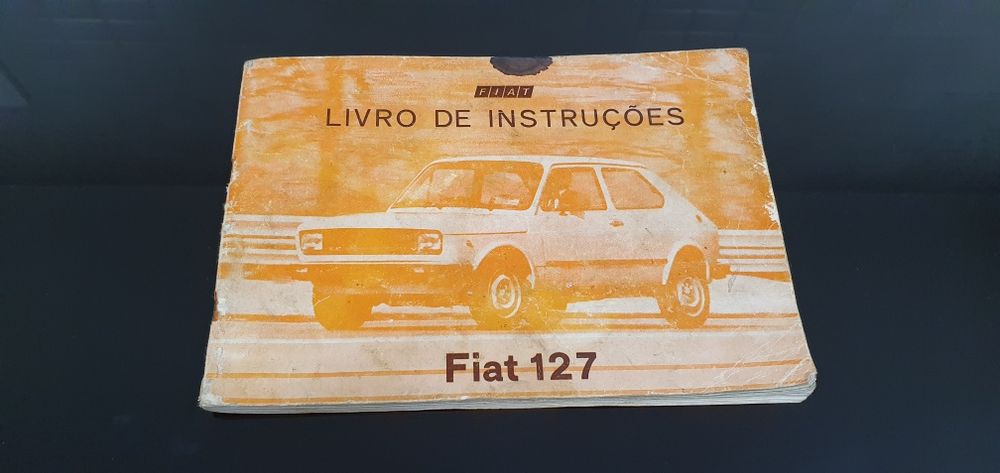 FIAT
LIVRO DE INSTRUÇÕES
Fiat 127